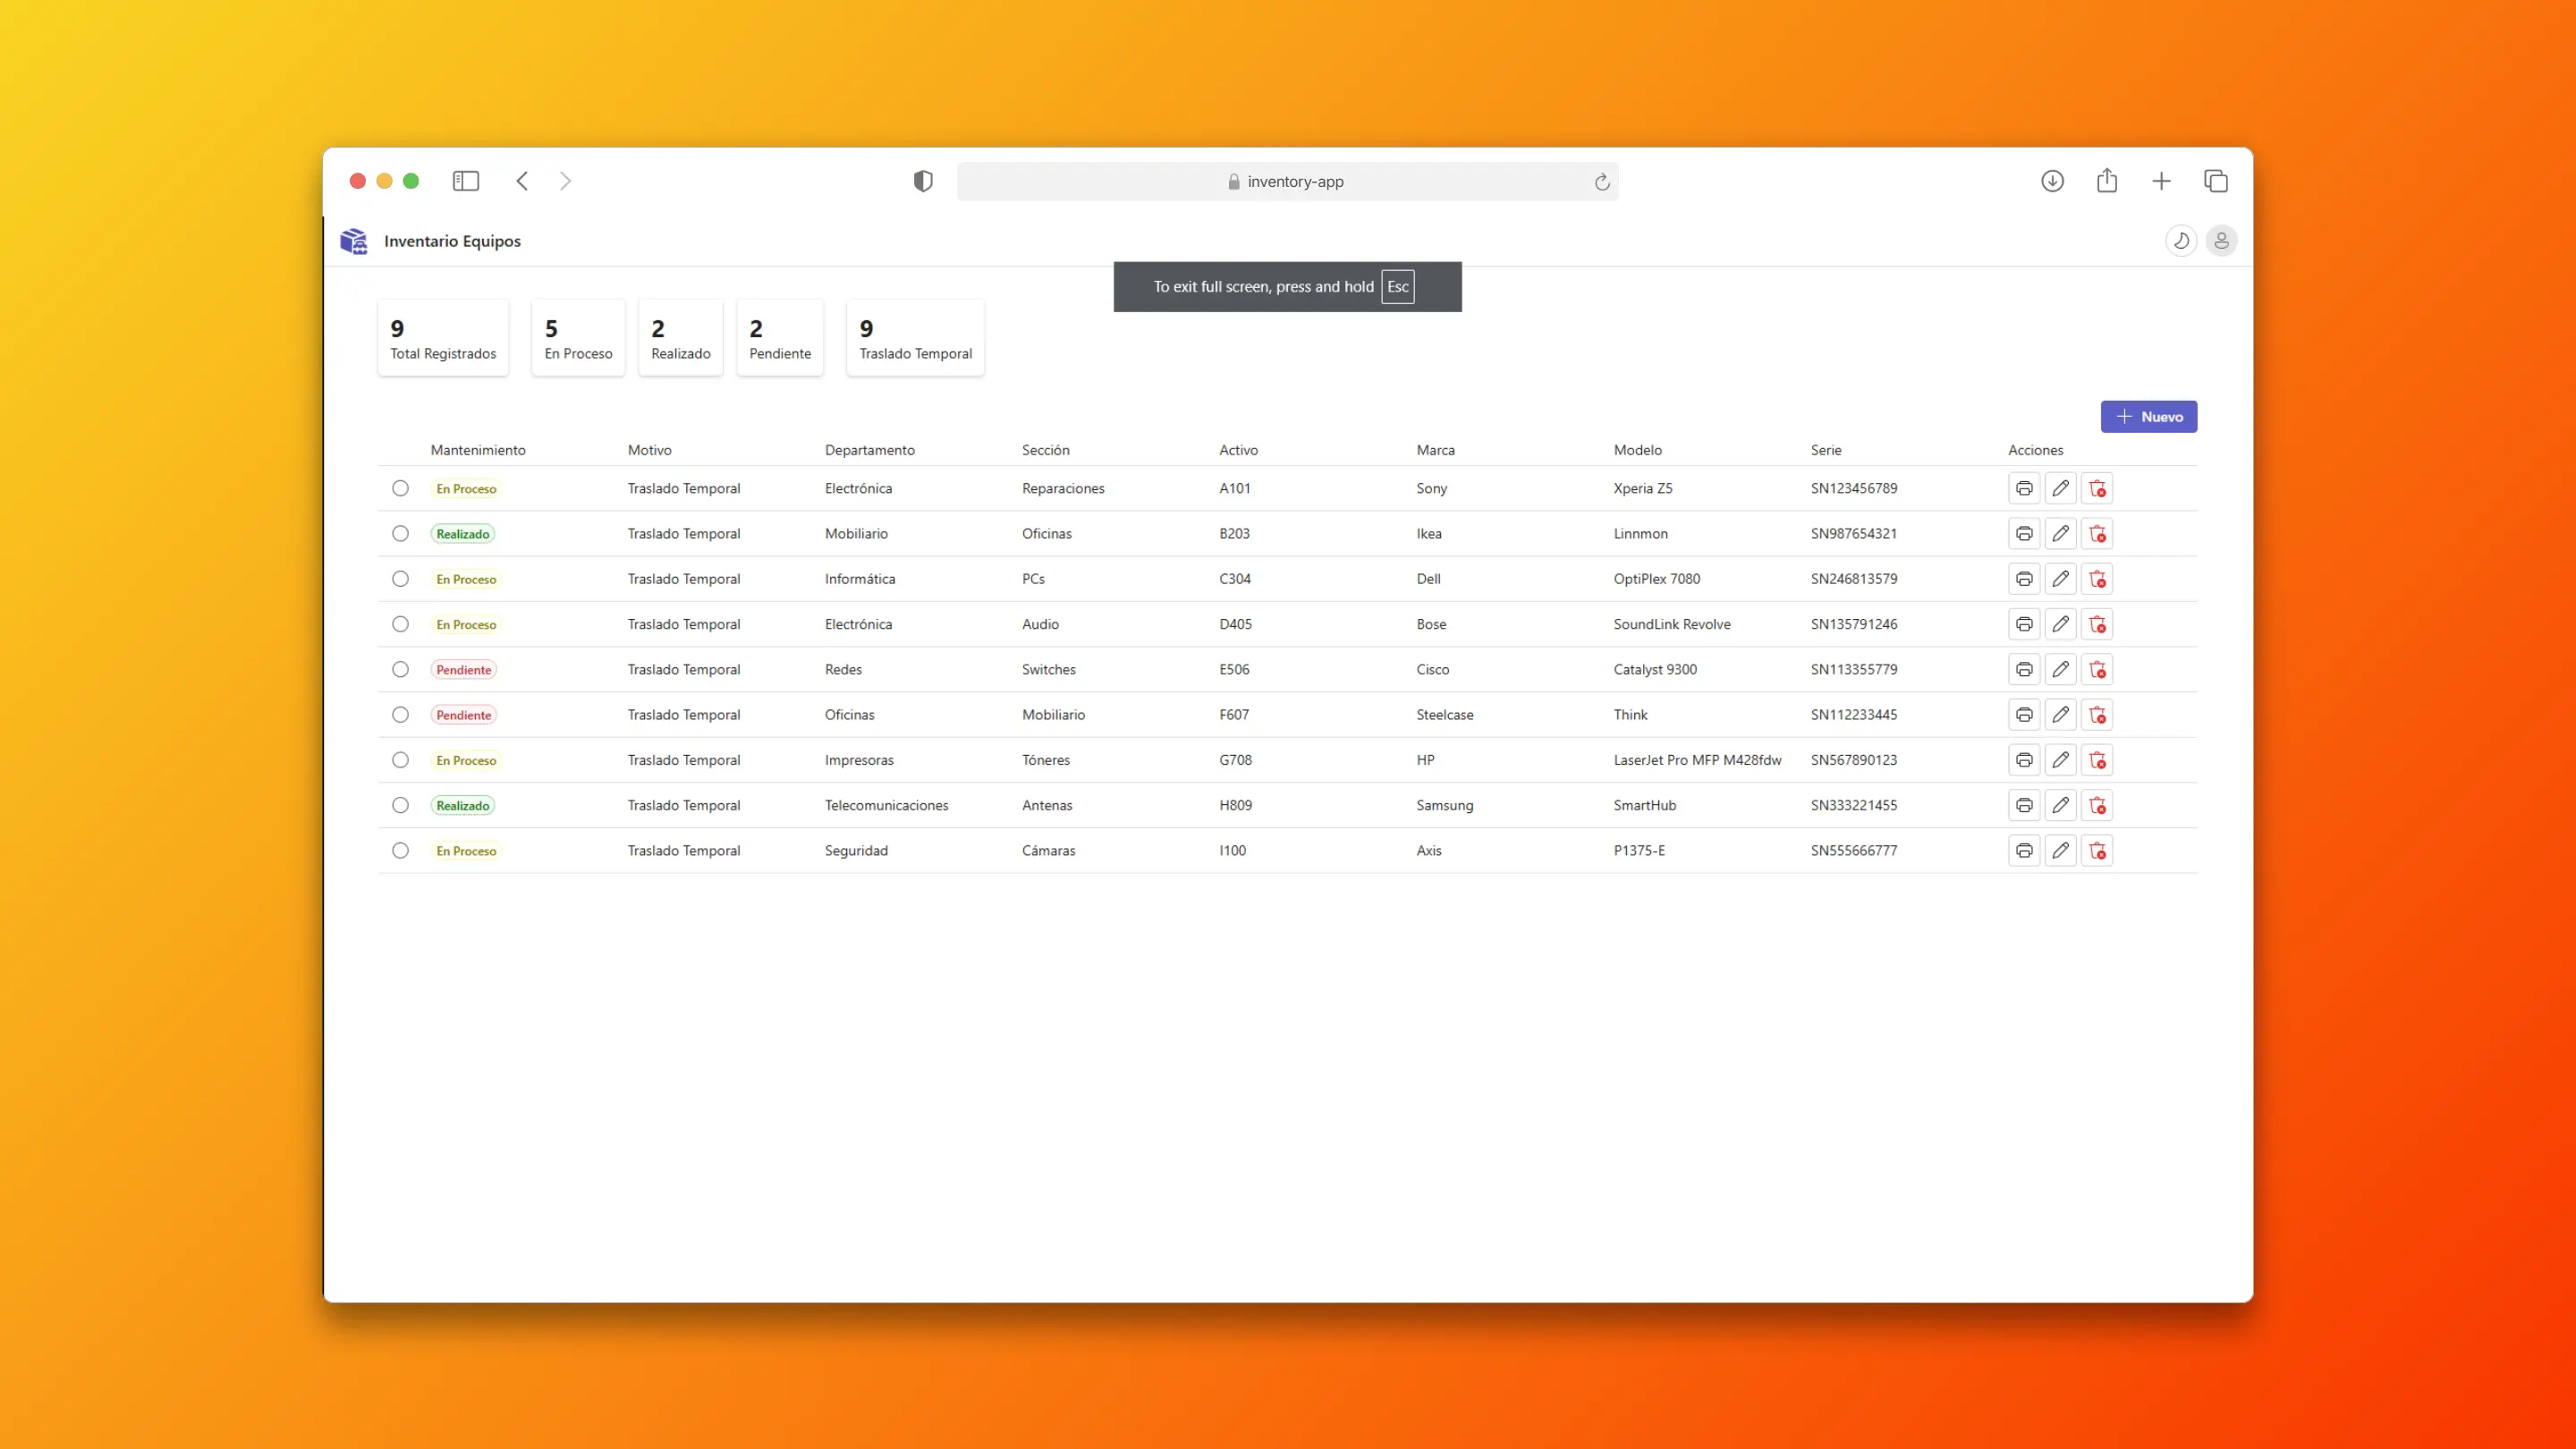 inventory-app
Inventario Equipos
To exit full screen, press and hold Esc
9 5 2 2 9
Total Registrados En Proceso Realizado Pendiente Traslado Temporal
Nuevo
Mantenimiento Motivo Departamento Sección Activo Marca Modelo Serie Acciones
En Proceso Traslado Temporal Electrónica Reparaciones A101 Sony Xperia Z5 SN123456789
Realizado Traslado Temporal Mobiliario Oficinas B203 Ikea Linnmon SN987654321
En Proceso Traslado Temporal Informática PCs C304 Dell OptiPlex 7080 SN246813579
En Proceso Traslado Temporal Electrónica Audio D405 Bose SoundLink Revolve SN135791246
Pendiente Traslado Temporal Redes Switches E506 Cisco Catalyst 9300 SN113355779
Pendiente Traslado Temporal Oficinas Mobiliario F607 Steelcase Think SN112233445
En Proceso Traslado Temporal Impresoras Tóneres G708 HP LaserJet Pro MFP M428fdw SN567890123
Realizado Traslado Temporal Telecomunicaciones Antenas H809 Samsung SmartHub SN333221455
En Proceso Traslado Temporal Seguridad Cámaras I100 Axis P1375-E SN555666777